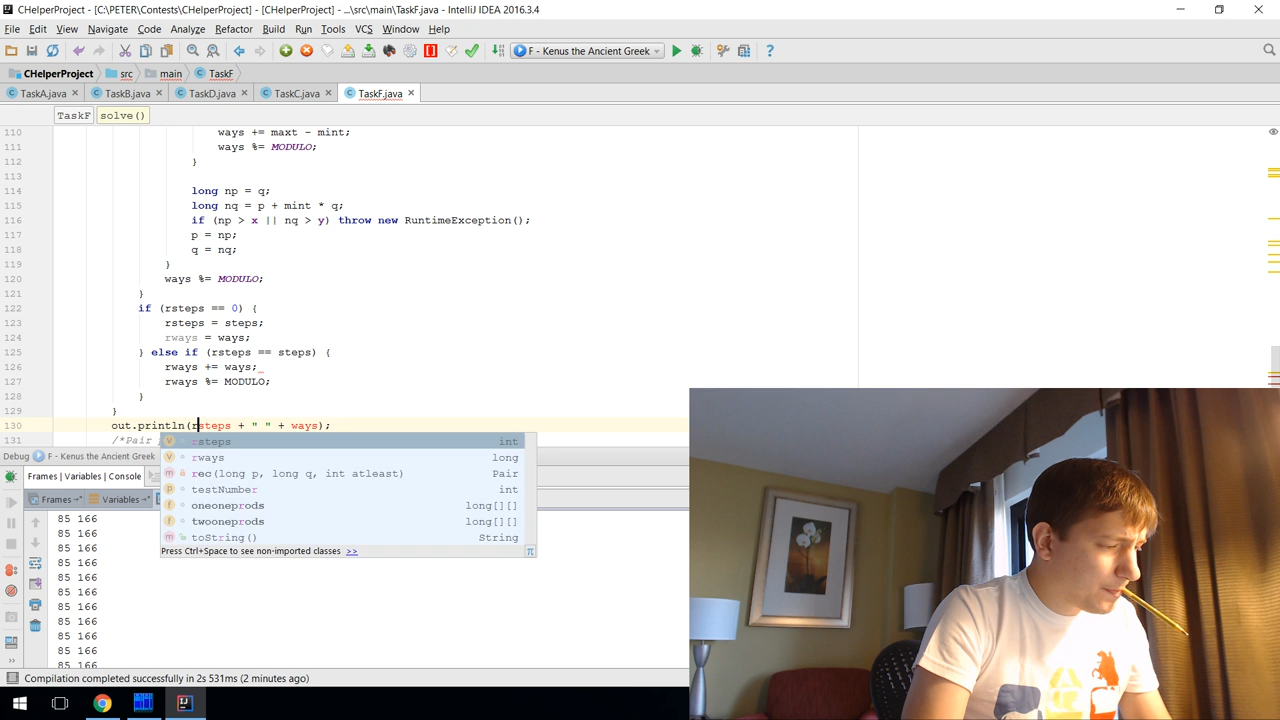 CHelperProject - [C:\PETER\Contests\CHelperProject] - [CHelperProject] - ...\src\main\TaskF.java - IntelliJ IDEA 2016.3.4
File Edit View Navigate Code Analyze Refactor Build Run Tools VCS Window Help
F - Kenus the Ancient Greek
CHelperProject src main TaskF
TaskA.java TaskB.java TaskD.java TaskC.java TaskF.java
TaskF solve()
110 ways += maxt - mint;
111 ways %= MODULO;
112 }
113
114 long np = q;
115 long nq = p + mint * q;
116 if (np > x || nq > y) throw new RuntimeException();
117 p = np;
118 q = nq;
119 }
120 ways %= MODULO;
121 }
122 if (rsteps == 0) {
123 rsteps = steps;
124 rways = ways;
125 } else if (rsteps == steps) {
126 rways += ways;
127 rways %= MODULO;
128 }
129 }
130 out.println(rsteps + " " + ways);
131 /*Pair
rsteps int
rways long
rec(long p, long q, int atleast) Pair
testNumber int
oneoneprods long[][]
twooneprods long[][]
toString() String
Press Ctrl+Space to see non-imported classes >>
Debug F - Kenus the Ancient Greek
Frames | Variables | Console
Frames Variables
85 166
85 166
85 166
85 166
85 166
85 166
85 166
85 166
85 166
85 166
85 166
Compilation completed successfully in 2s 531ms (2 minutes ago)